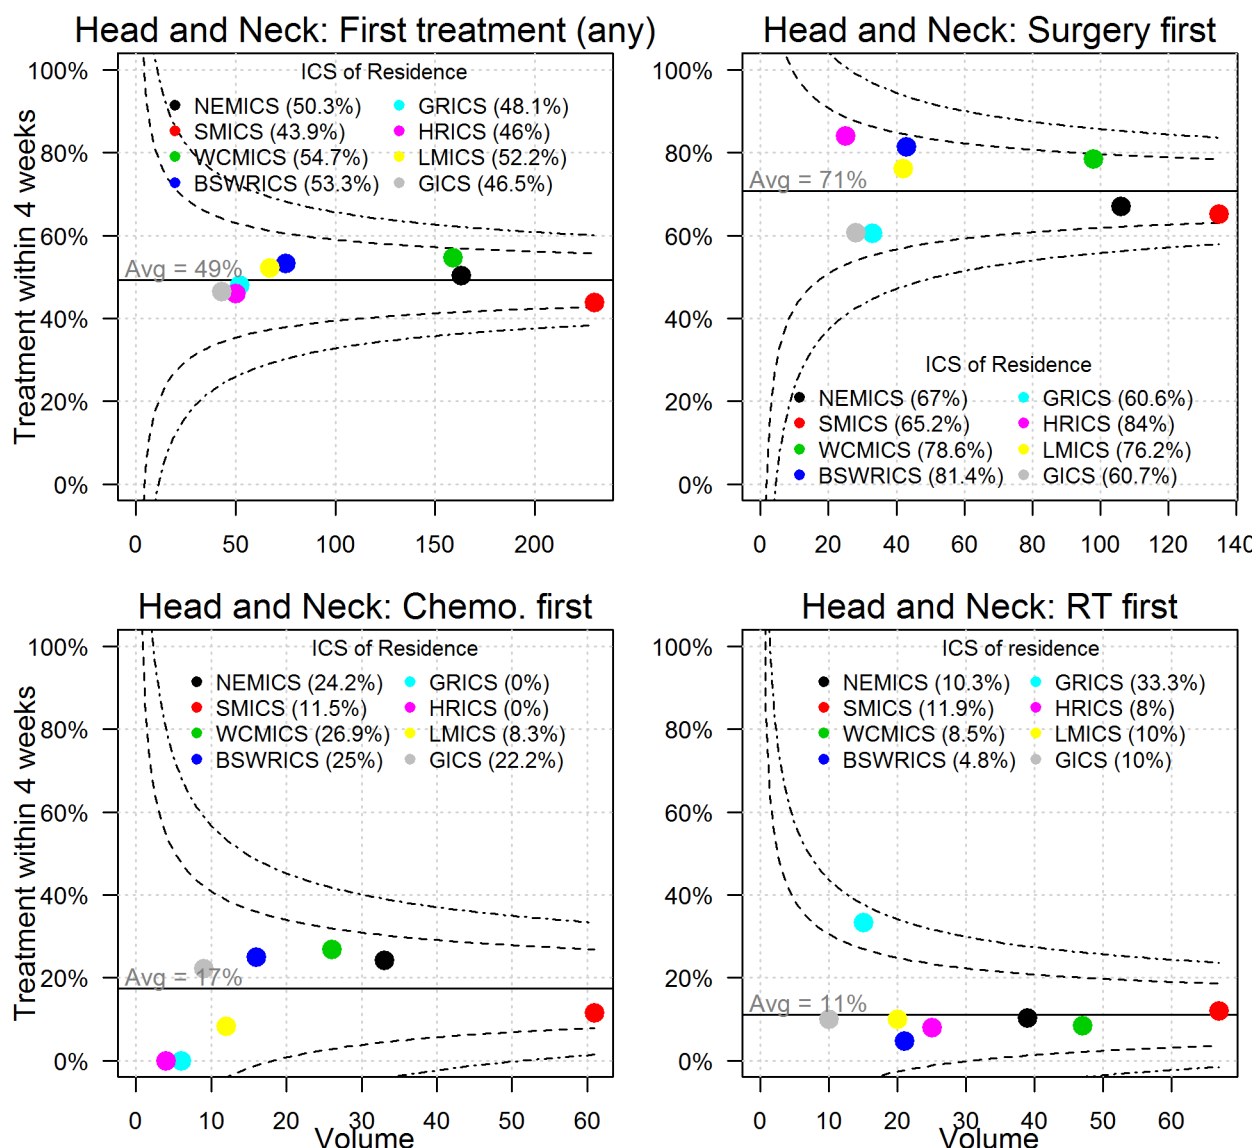 Head and Neck: First treatment (any)
Treatment within 4 weeks
100%
80%
60%
40%
20%
0%
ICS of Residence
NEMICS (50.3%)
SMICS (43.9%)
WCMICS (54.7%)
BSWRICS (53.3%)
GRICS (48.1%)
HRICS (46%)
LMICS (52.2%)
GICS (46.5%)
Avg = 49%
0 50 100 150 200
Head and Neck: Surgery first
100%
80%
60%
40%
20%
0%
Avg = 71%
ICS of Residence
NEMICS (67%)
SMICS (65.2%)
WCMICS (78.6%)
BSWRICS (81.4%)
GRICS (60.6%)
HRICS (84%)
LMICS (76.2%)
GICS (60.7%)
0 20 40 60 80 100 120 140
Head and Neck: Chemo. first
Treatment within 4 weeks
100%
80%
60%
40%
20%
0%
ICS of Residence
NEMICS (24.2%)
SMICS (11.5%)
WCMICS (26.9%)
BSWRICS (25%)
GRICS (0%)
HRICS (0%)
LMICS (8.3%)
GICS (22.2%)
Avg = 17%
0 10 20 30 40 50 60
Volume
Head and Neck: RT first
100%
80%
60%
40%
20%
0%
ICS of residence
NEMICS (10.3%)
SMICS (11.9%)
WCMICS (8.5%)
BSWRICS (4.8%)
GRICS (33.3%)
HRICS (8%)
LMICS (10%)
GICS (10%)
Avg = 11%
0 10 20 30 40 50 60
Volume